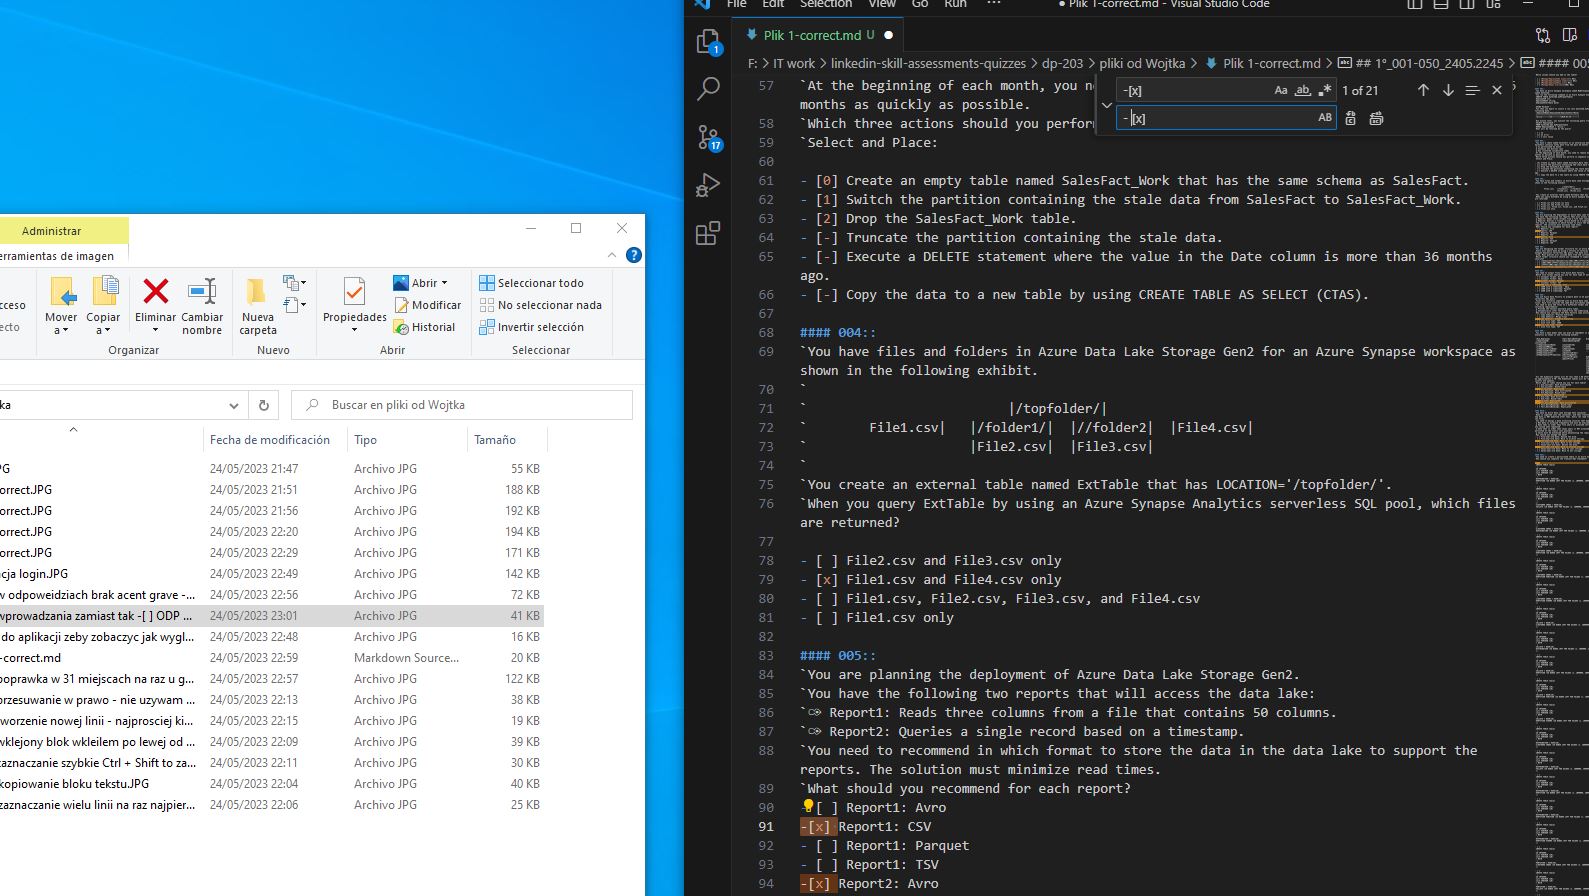 Administrar
erramientas de imagen
cceso
ecto
Mover
a
Copiar
a
Eliminar
Cambiar
nombre
Organizar
Nueva
carpeta
Nuevo
Propiedades
Abrir
Modificar
Historial
Abrir
Seleccionar todo
No seleccionar nada
Invertir selección
Seleccionar
ka
Buscar en pliki od Wojtka
Fecha de modificación Tipo Tamaño
PG 24/05/2023 21:47 Archivo JPG 55 KB
orrect.JPG 24/05/2023 21:51 Archivo JPG 188 KB
orrect.JPG 24/05/2023 21:56 Archivo JPG 192 KB
orrect.JPG 24/05/2023 22:20 Archivo JPG 194 KB
orrect.JPG 24/05/2023 22:29 Archivo JPG 171 KB
cja login.JPG 24/05/2023 22:49 Archivo JPG 142 KB
w odpoweidziach brak acent grave -... 24/05/2023 22:56 Archivo JPG 72 KB
wprowadzania zamiast tak -[ ] ODP ... 24/05/2023 23:01 Archivo JPG 41 KB
do aplikacji zeby zobaczyc jak wygl... 24/05/2023 22:48 Archivo JPG 16 KB
-correct.md 24/05/2023 22:59 Markdown Source... 20 KB
poprawka w 31 miejscach na raz u g... 24/05/2023 22:57 Archivo JPG 122 KB
przesuwanie w prawo - nie uzywam ... 24/05/2023 22:13 Archivo JPG 38 KB
worzenie nowej linii - najprosciej ki... 24/05/2023 22:15 Archivo JPG 19 KB
wklejony blok wkleilem po lewej od ... 24/05/2023 22:09 Archivo JPG 39 KB
zaznaczanie szybkie Ctrl + Shift to za... 24/05/2023 22:11 Archivo JPG 30 KB
kopiowanie bloku tekstu.JPG 24/05/2023 22:04 Archivo JPG 40 KB
zaznaczanie wielu linii na raz najpier... 24/05/2023 22:06 Archivo JPG 25 KB
File Edit Selection View Go Run ··· ● Plik 1-correct.md - Visual Studio Code
Plik 1-correct.md U ●
F: > IT work > linkedin-skill-assessments-quizzes > dp-203 > pliki od Wojtka > Plik 1-correct.md > ## 1º_001-050_2405.2245 > #### 005
1
17
-[x] Aa ab .* 1 of 21
- [x] AB
57 `At the beginning of each month, you n
months as quickly as possible.
58 `Which three actions should you perfor
59 `Select and Place:
60
61 - [0] Create an empty table named SalesFact_Work that has the same schema as SalesFact.
62 - [1] Switch the partition containing the stale data from SalesFact to SalesFact_Work.
63 - [2] Drop the SalesFact_Work table.
64 - [-] Truncate the partition containing the stale data.
65 - [-] Execute a DELETE statement where the value in the Date column is more than 36 months
ago.
66 - [-] Copy the data to a new table by using CREATE TABLE AS SELECT (CTAS).
67
68 #### 004::
69 `You have files and folders in Azure Data Lake Storage Gen2 for an Azure Synapse workspace as
shown in the following exhibit.
70 `
71 ` |/topfolder/|
72 ` File1.csv| |/folder1/| |//folder2| |File4.csv|
73 ` |File2.csv| |File3.csv|
74 `
75 `You create an external table named ExtTable that has LOCATION='/topfolder/'.
76 `When you query ExtTable by using an Azure Synapse Analytics serverless SQL pool, which files
are returned?
77
78 - [ ] File2.csv and File3.csv only
79 - [x] File1.csv and File4.csv only
80 - [ ] File1.csv, File2.csv, File3.csv, and File4.csv
81 - [ ] File1.csv only
82
83 #### 005::
84 `You are planning the deployment of Azure Data Lake Storage Gen2.
85 `You have the following two reports that will access the data lake:
86 `✑ Report1: Reads three columns from a file that contains 50 columns.
87 `✑ Report2: Queries a single record based on a timestamp.
88 `You need to recommend in which format to store the data in the data lake to support the
reports. The solution must minimize read times.
89 `What should you recommend for each report?
90 - [ ] Report1: Avro
91 -[x] Report1: CSV
92 - [ ] Report1: Parquet
93 - [ ] Report1: TSV
94 -[x] Report2: Avro